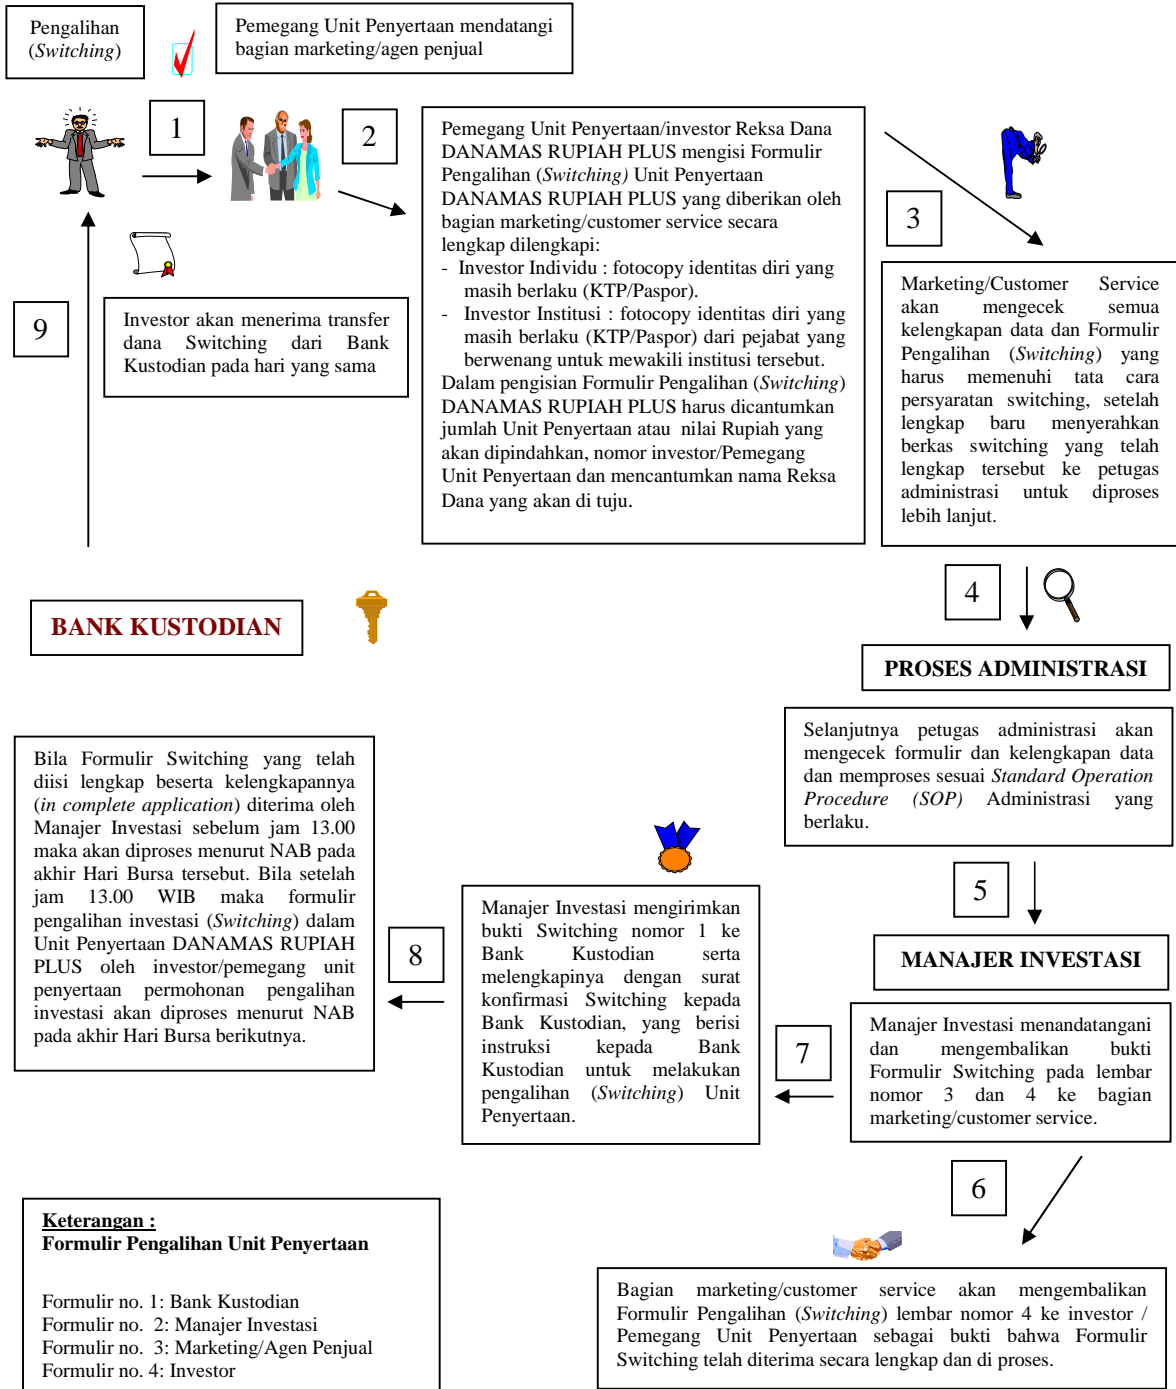 Pengalihan
(Switching)
Pemegang Unit Penyertaan mendatangi
bagian marketing/agen penjual
1
2
Pemegang Unit Penyertaan/investor Reksa Dana
DANAMAS RUPIAH PLUS mengisi Formulir
Pengalihan (Switching) Unit Penyertaan
DANAMAS RUPIAH PLUS yang diberikan oleh
bagian marketing/customer service secara
lengkap dilengkapi:
- Investor Individu : fotocopy identitas diri yang
masih berlaku (KTP/Paspor).
- Investor Institusi : fotocopy identitas diri yang
masih berlaku (KTP/Paspor) dari pejabat yang
berwenang untuk mewakili institusi tersebut.
Dalam pengisian Formulir Pengalihan (Switching)
DANAMAS RUPIAH PLUS harus dicantumkan
jumlah Unit Penyertaan atau nilai Rupiah yang
akan dipindahkan, nomor investor/Pemegang
Unit Penyertaan dan mencantumkan nama Reksa
Dana yang akan di tuju.
3
Marketing/Customer Service
akan mengecek semua
kelengkapan data dan Formulir
Pengalihan (Switching) yang
harus memenuhi tata cara
persyaratan switching, setelah
lengkap baru menyerahkan
berkas switching yang telah
lengkap tersebut ke petugas
administrasi untuk diproses
lebih lanjut.
9
Investor akan menerima transfer
dana Switching dari Bank
Kustodian pada hari yang sama
4
BANK KUSTODIAN
PROSES ADMINISTRASI
Selanjutnya petugas administrasi akan
mengecek formulir dan kelengkapan data
dan memproses sesuai Standard Operation
Procedure (SOP) Administrasi yang
berlaku.
5
MANAJER INVESTASI
Manajer Investasi menandatangani
dan mengembalikan bukti
Formulir Switching pada lembar
nomor 3 dan 4 ke bagian
marketing/customer service.
7
Manajer Investasi mengirimkan
bukti Switching nomor 1 ke
Bank Kustodian serta
melengkapinya dengan surat
konfirmasi Switching kepada
Bank Kustodian, yang berisi
instruksi kepada Bank
Kustodian untuk melakukan
pengalihan (Switching) Unit
Penyertaan.
8
Bila Formulir Switching yang telah
diisi lengkap beserta kelengkapannya
(in complete application) diterima oleh
Manajer Investasi sebelum jam 13.00
maka akan diproses menurut NAB pada
akhir Hari Bursa tersebut. Bila setelah
jam 13.00 WIB maka formulir
pengalihan investasi (Switching) dalam
Unit Penyertaan DANAMAS RUPIAH
PLUS oleh investor/pemegang unit
penyertaan permohonan pengalihan
investasi akan diproses menurut NAB
pada akhir Hari Bursa berikutnya.
6
Bagian marketing/customer service akan mengembalikan
Formulir Pengalihan (Switching) lembar nomor 4 ke investor /
Pemegang Unit Penyertaan sebagai bukti bahwa Formulir
Switching telah diterima secara lengkap dan di proses.
Keterangan :
Formulir Pengalihan Unit Penyertaan
Formulir no. 1: Bank Kustodian
Formulir no. 2: Manajer Investasi
Formulir no. 3: Marketing/Agen Penjual
Formulir no. 4: Investor